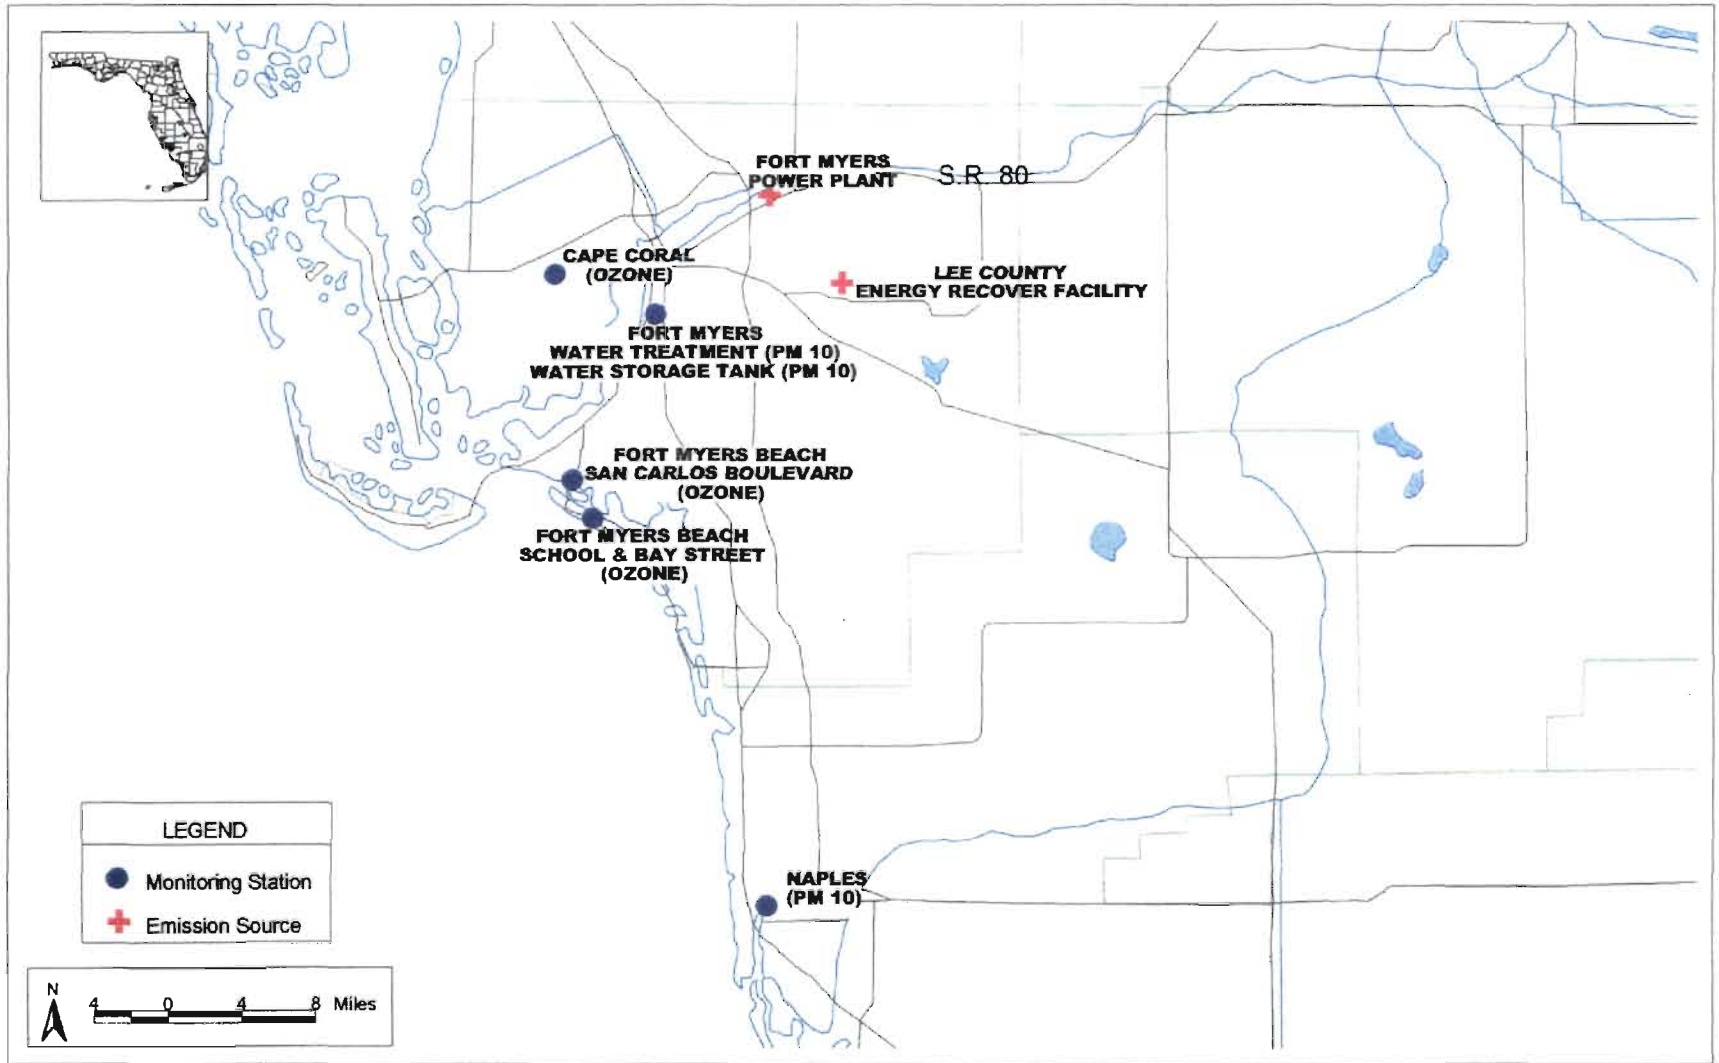 FORT MYERS
POWER PLANT
S.R. 80
CAPE CORAL
(OZONE)
LEE COUNTY
ENERGY RECOVER FACILITY
FORT MYERS
WATER TREATMENT (PM 10)
WATER STORAGE TANK (PM 10)
FORT MYERS BEACH
SAN CARLOS BOULEVARD
(OZONE)
FORT MYERS BEACH
SCHOOL & BAY STREET
(OZONE)
NAPLES
(PM 10)
LEGEND
Monitoring Station
Emission Source
N
4 0 4 8 Miles